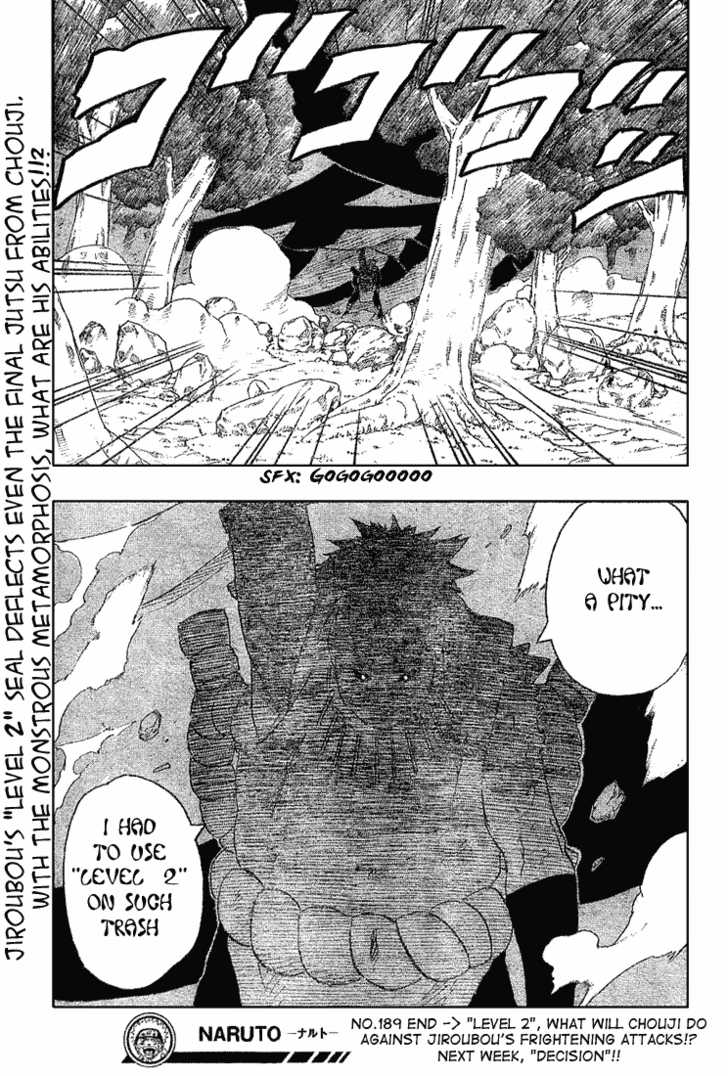 ゴゴゴゴ
SFX: GOGOGOOOOO
JIROUBOU'S "LEVEL 2" SEAL DEFLECTS EVEN THE FINAL JUTSU FROM CHOUJI.
WITH THE MONSTROUS METAMORPHOSIS, WHAT ARE HIS ABILITIES!!?
WHAT
A PITY...
I HAD
TO USE
"LEVEL 2"
ON SUCH
TRASH
NARUTO —ナルト—
NO.189 END -> "LEVEL 2", WHAT WILL CHOUJI DO
AGAINST JIROUBOU'S FRIGHTENING ATTACKS!?
NEXT WEEK, "DECISION"!!